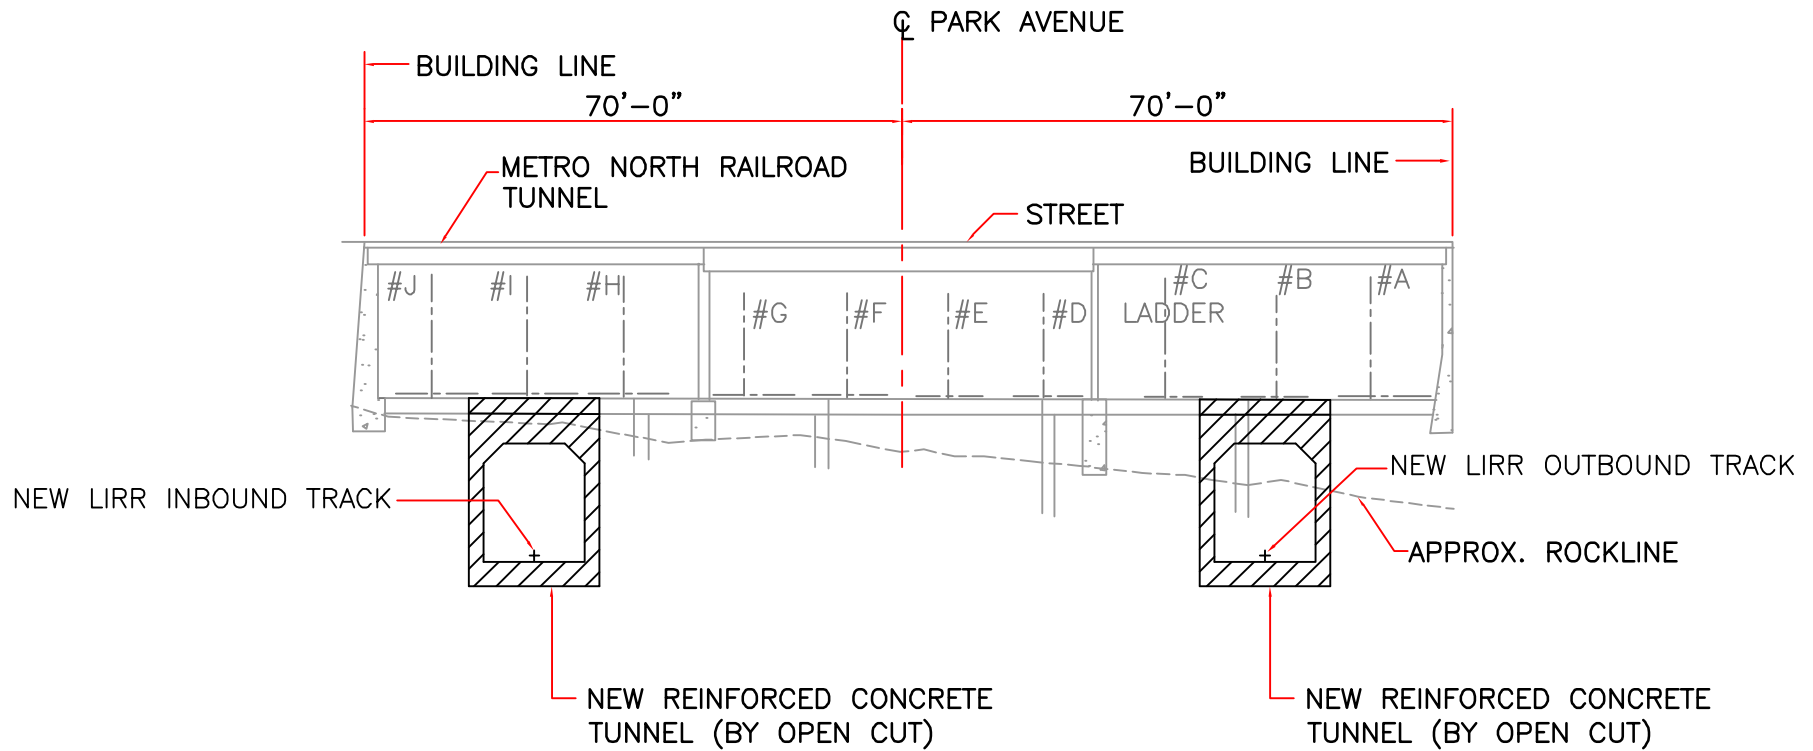 ℄ PARK AVENUE
BUILDING LINE
70'-0"
70'-0"
METRO NORTH RAILROAD
TUNNEL
BUILDING LINE
STREET
#J
#I
#H
#G
#F
#E
#D
LADDER
#C
#B
#A
NEW LIRR INBOUND TRACK
NEW LIRR OUTBOUND TRACK
APPROX. ROCKLINE
NEW REINFORCED CONCRETE
TUNNEL (BY OPEN CUT)
NEW REINFORCED CONCRETE
TUNNEL (BY OPEN CUT)